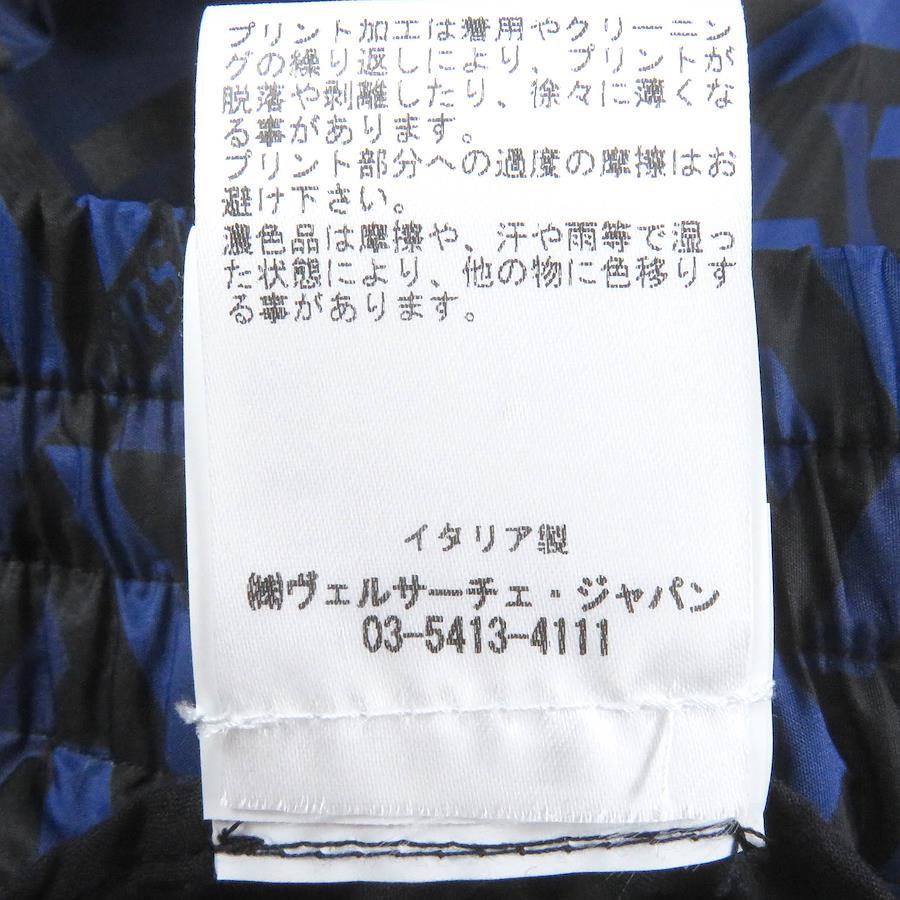 プリント加工は着用やクリーニン
グの繰り返しにより、プリントが
脱落や剥離したり、徐々に薄くな
る事があります。
プリント部分への過度の摩擦はお
避け下さい。
濃色品は摩擦や、汗や雨等で湿っ
た状態により、他の物に色移りす
る事があります。
イタリア製
㈱ヴェルサーチェ・ジャパン
03-5413-4111